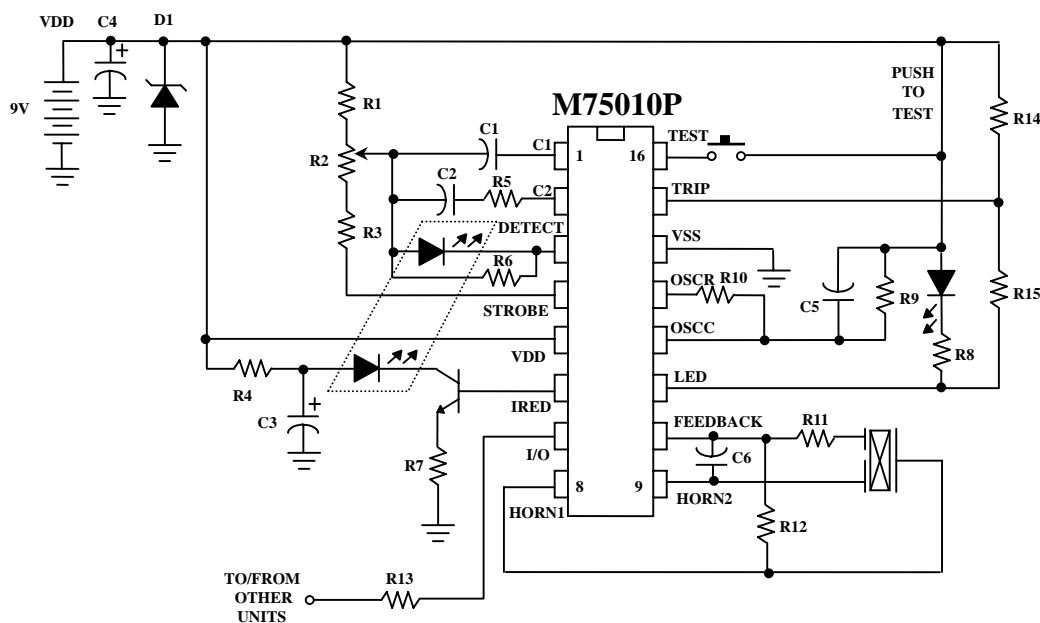 VDD C4 D1
+
9V
R1
PUSH
TO
TEST
R14
M75010P
C1 C1 TEST
1 16
R2
C2 R5 C2 TRIP
R3
DETECT VSS
R6 OSCR R10
C5 R9 R15
STROBE OSCC
VDD R8
R4 LED
+
C3 IRED FEEDBACK R11
R7 I/O C6
8 9
HORN1 HORN2
R12
TO/FROM
OTHER
UNITS
R13